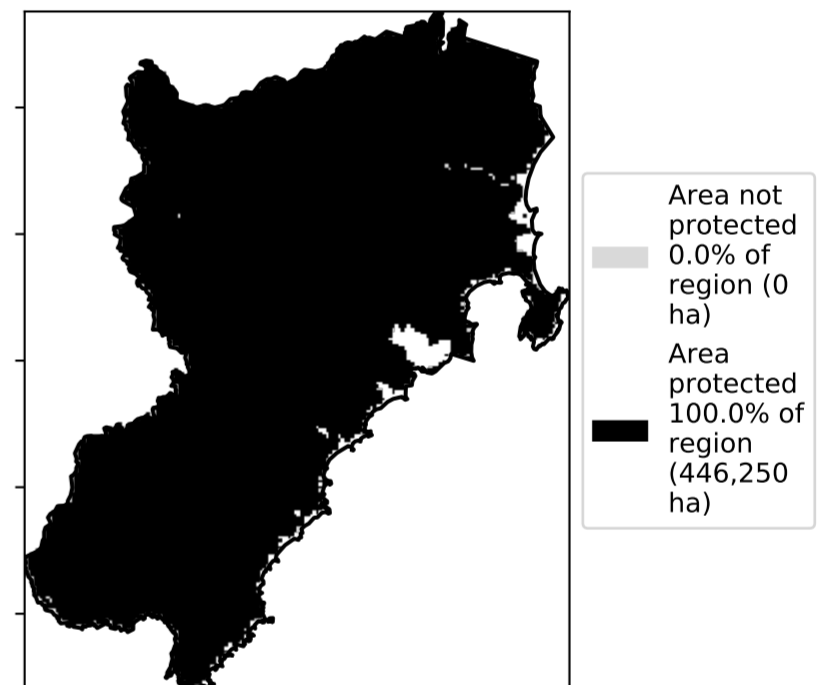 Area not
protected
0.0% of
region (0
ha)
Area
protected
100.0% of
region
(446,250
ha)